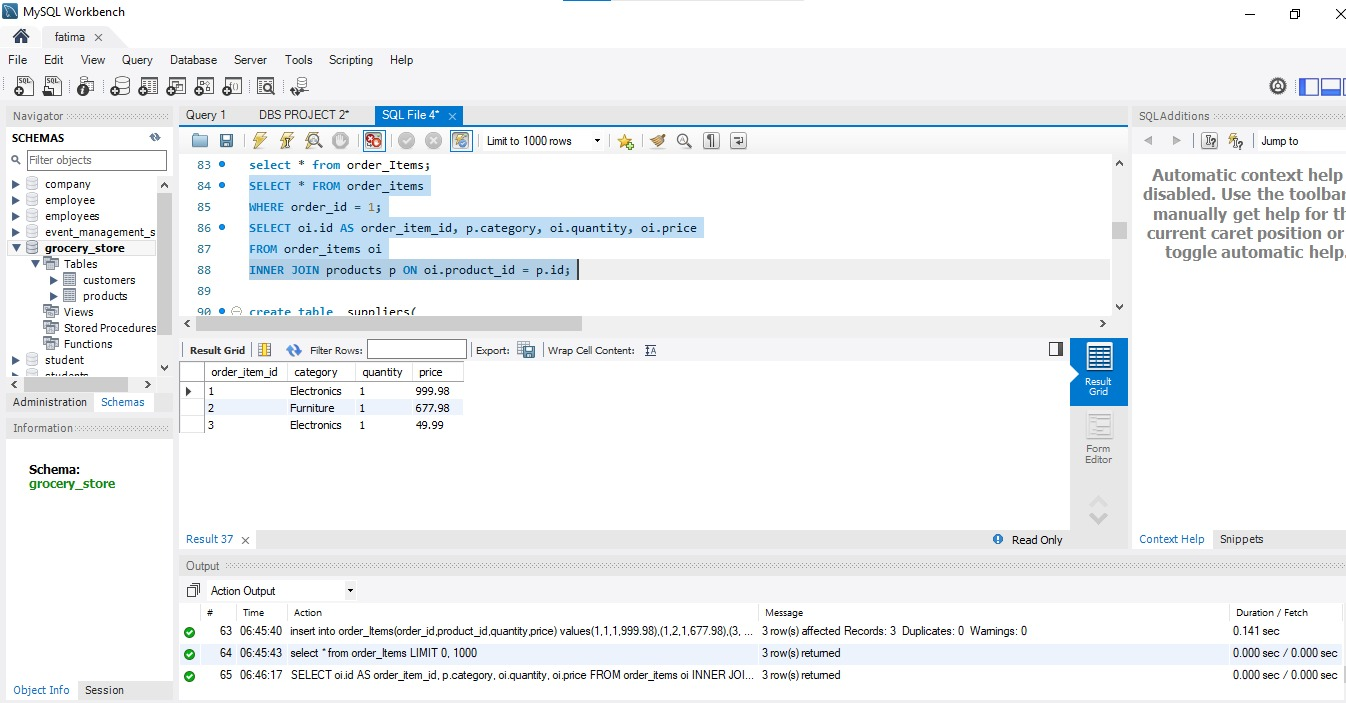 MySQL Workbench
fatima
File Edit View Query Database Server Tools Scripting Help
Navigator
SCHEMAS
Filter objects
company
employee
employees
event_management_s
grocery_store
Tables
customers
products
Views
Stored Procedures
Functions
student
Administration Schemas
Information
Schema:
grocery_store
Object Info Session
Query 1 DBS PROJECT 2* SQL File 4*
Limit to 1000 rows
83 select * from order_Items;
84 SELECT * FROM order_items
85 WHERE order_id = 1;
86 SELECT oi.id AS order_item_id, p.category, oi.quantity, oi.price
87 FROM order_items oi
88 INNER JOIN products p ON oi.product_id = p.id;
89
90 create table suppliers(
Result Grid Filter Rows: Export: Wrap Cell Content: IA
order_item_id category quantity price
1 Electronics 1 999.98
2 Furniture 1 677.98
3 Electronics 1 49.99
Result Grid
Form Editor
Result 37 Read Only
Output
Action Output
# Time Action Message Duration / Fetch
63 06:45:40 insert into order_Items(order_id,product_id,quantity,price) values(1,1,1,999.98),(1,2,1,677.98),(3, ... 3 row(s) affected Records: 3 Duplicates: 0 Warnings: 0 0.141 sec
64 06:45:43 select * from order_Items LIMIT 0, 1000 3 row(s) returned 0.000 sec / 0.000 sec
65 06:46:17 SELECT oi.id AS order_item_id, p.category, oi.quantity, oi.price FROM order_items oi INNER JOI... 3 row(s) returned 0.000 sec / 0.000 sec
SQLAdditions
Jump to
Automatic context help
disabled. Use the toolbar
manually get help for th
current caret position or
toggle automatic help.
Context Help Snippets